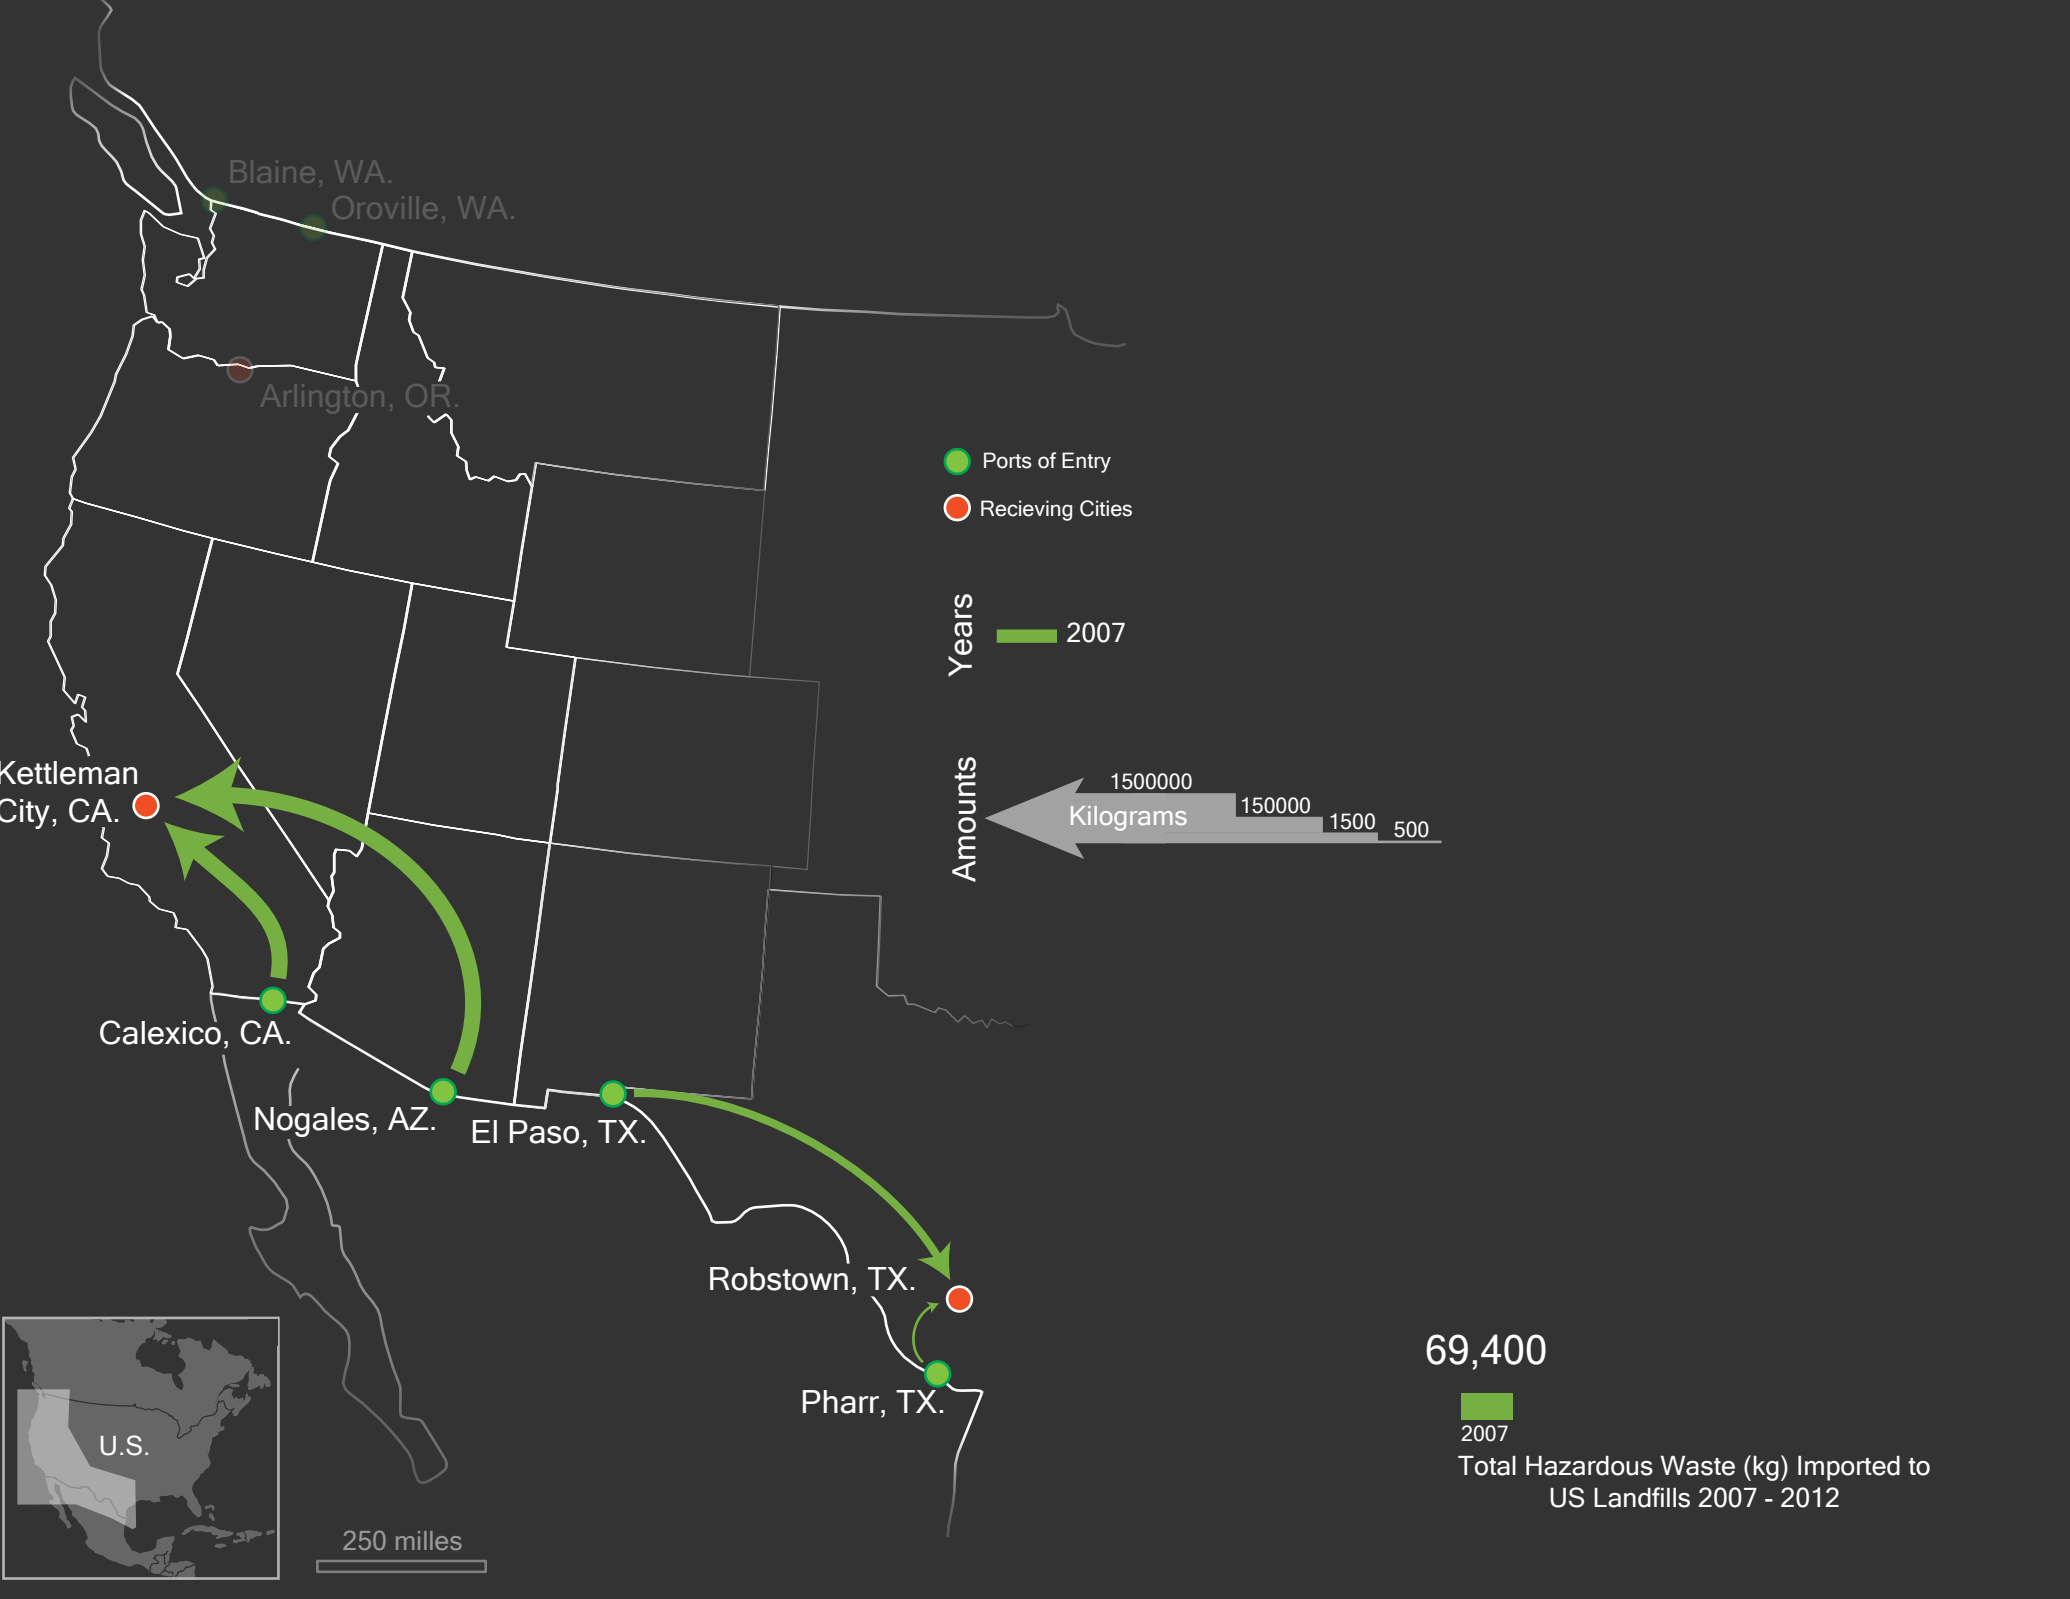 Blaine, WA.
Oroville, WA.
Arlington, OR.
Ports of Entry
Recieving Cities
Years
2007
Kettleman
City, CA.
Amounts
1500000
150000
1500
500
Kilograms
Calexico, CA.
Nogales, AZ.
El Paso, TX.
Robstown, TX.
Pharr, TX.
U.S.
250 milles
69,400
2007
Total Hazardous Waste (kg) Imported to
US Landfills 2007 - 2012